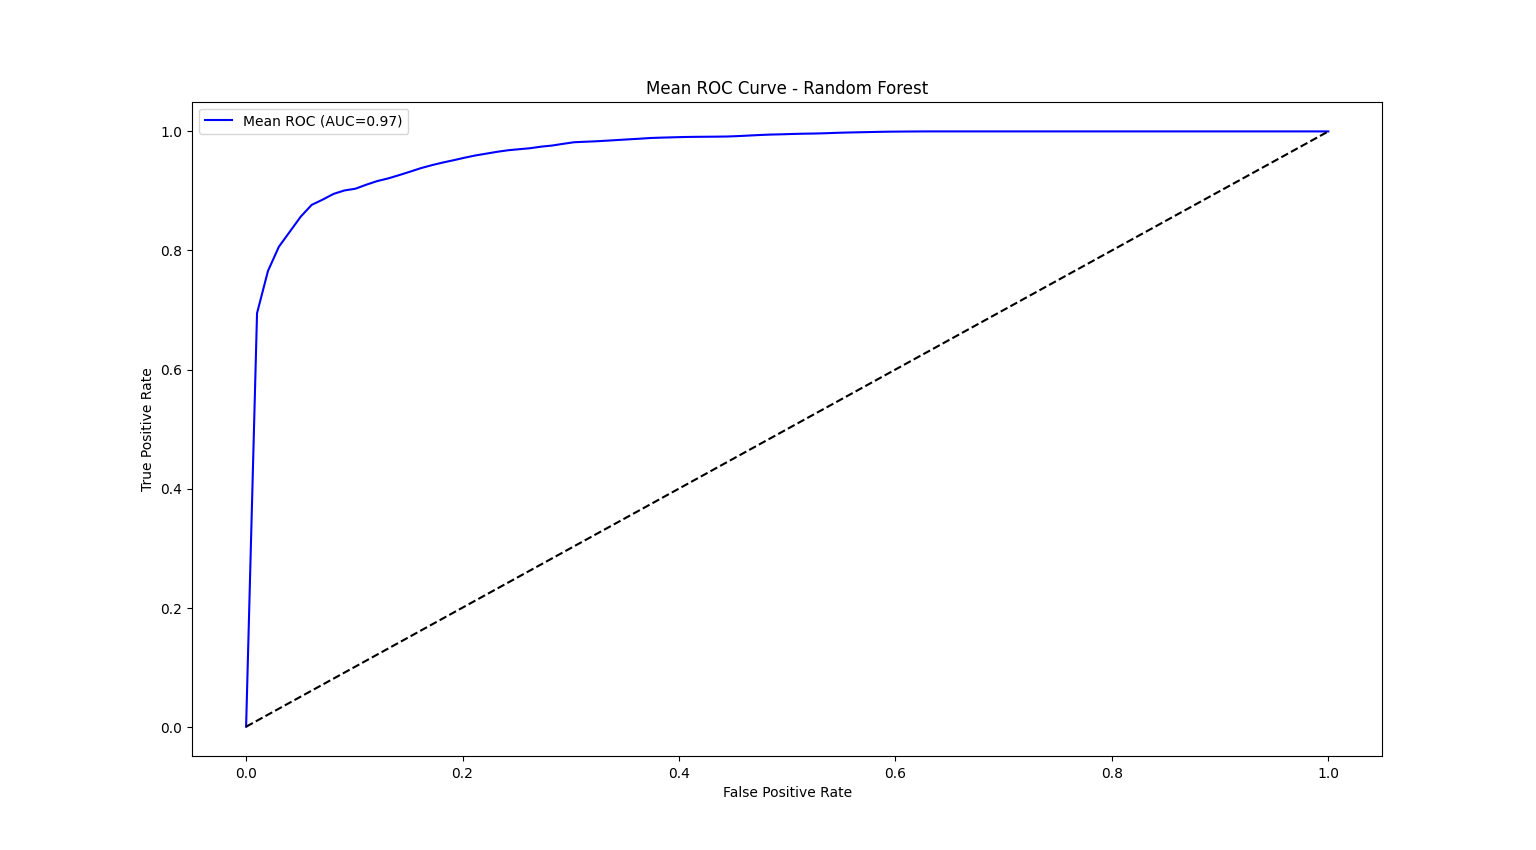 Mean ROC Curve - Random Forest
Mean ROC (AUC=0.97)
1.0
0.8
0.6
0.4
0.2
0.0
True Positive Rate
0.0 0.2 0.4 0.6 0.8 1.0
False Positive Rate